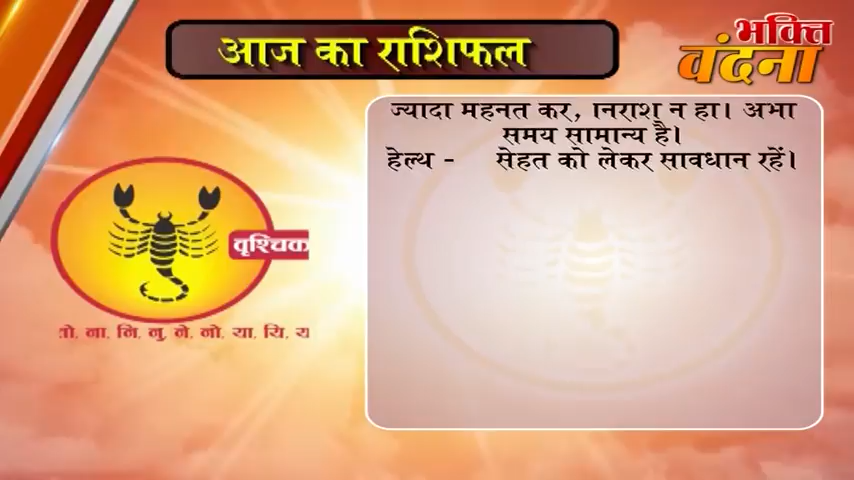 आज का राशिफल
भक्ति
वंदना
ज्यादा महनत कर, निराश न हा। अभा
समय सामान्य है।
हेल्थ - सेहत को लेकर सावधान रहें।
वृश्चिक
ना, नि, नु, ने, नो, या, यि,